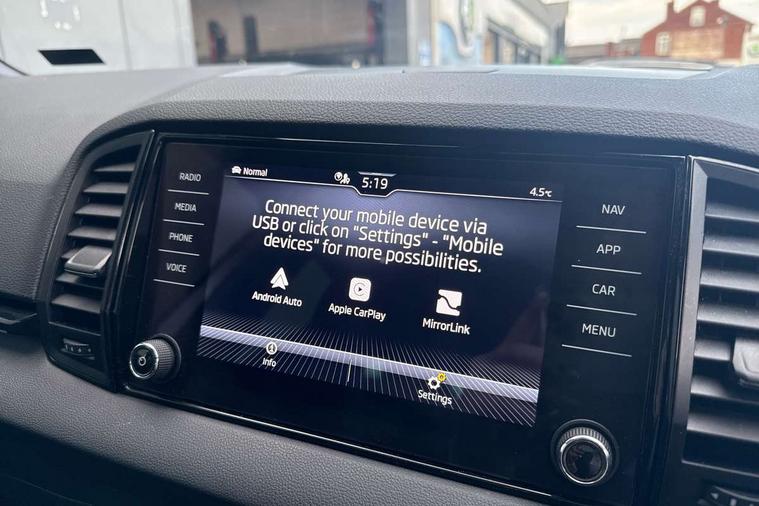 RADIO
MEDIA
PHONE
VOICE
Normal
5:19
4.5°C
Connect your mobile device via
USB or click on "Settings" - "Mobile
devices" for more possibilities.
Android Auto
Apple CarPlay
MirrorLink
Info
Settings
NAV
APP
CAR
MENU